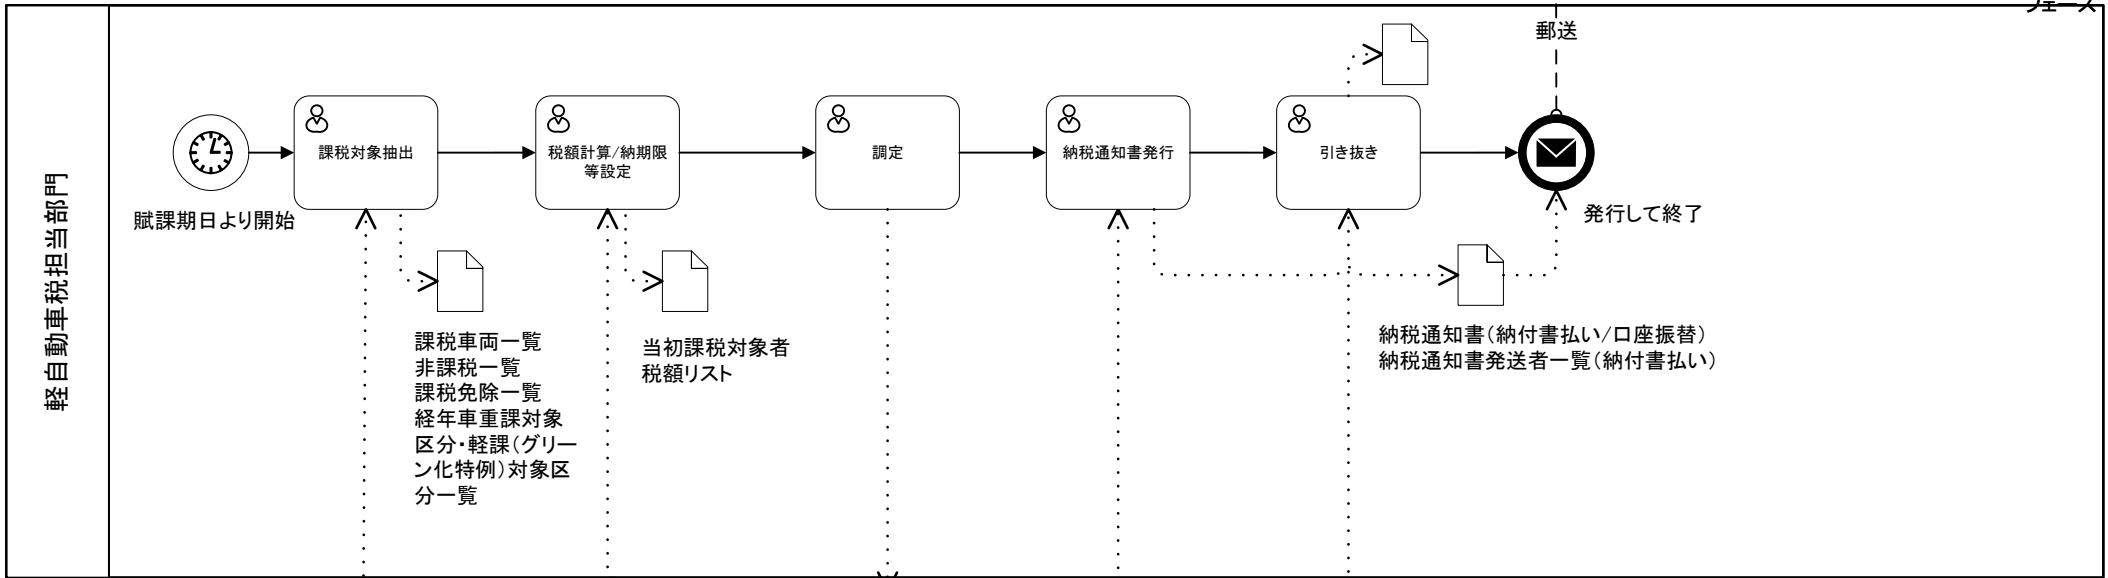 フェーズ
郵送
課税対象抽出
税額計算/納期限
等設定
調定
納税通知書発行
引き抜き
賦課期日より開始
発行して終了
軽自動車税担当部門
課税車両一覧
非課税一覧
課税免除一覧
経年車重課対象
区分・軽課(グリー
ン化特例)対象区
分一覧
当初課税対象者
税額リスト
納税通知書(納付書払い/口座振替)
納税通知書発送者一覧(納付書払い)